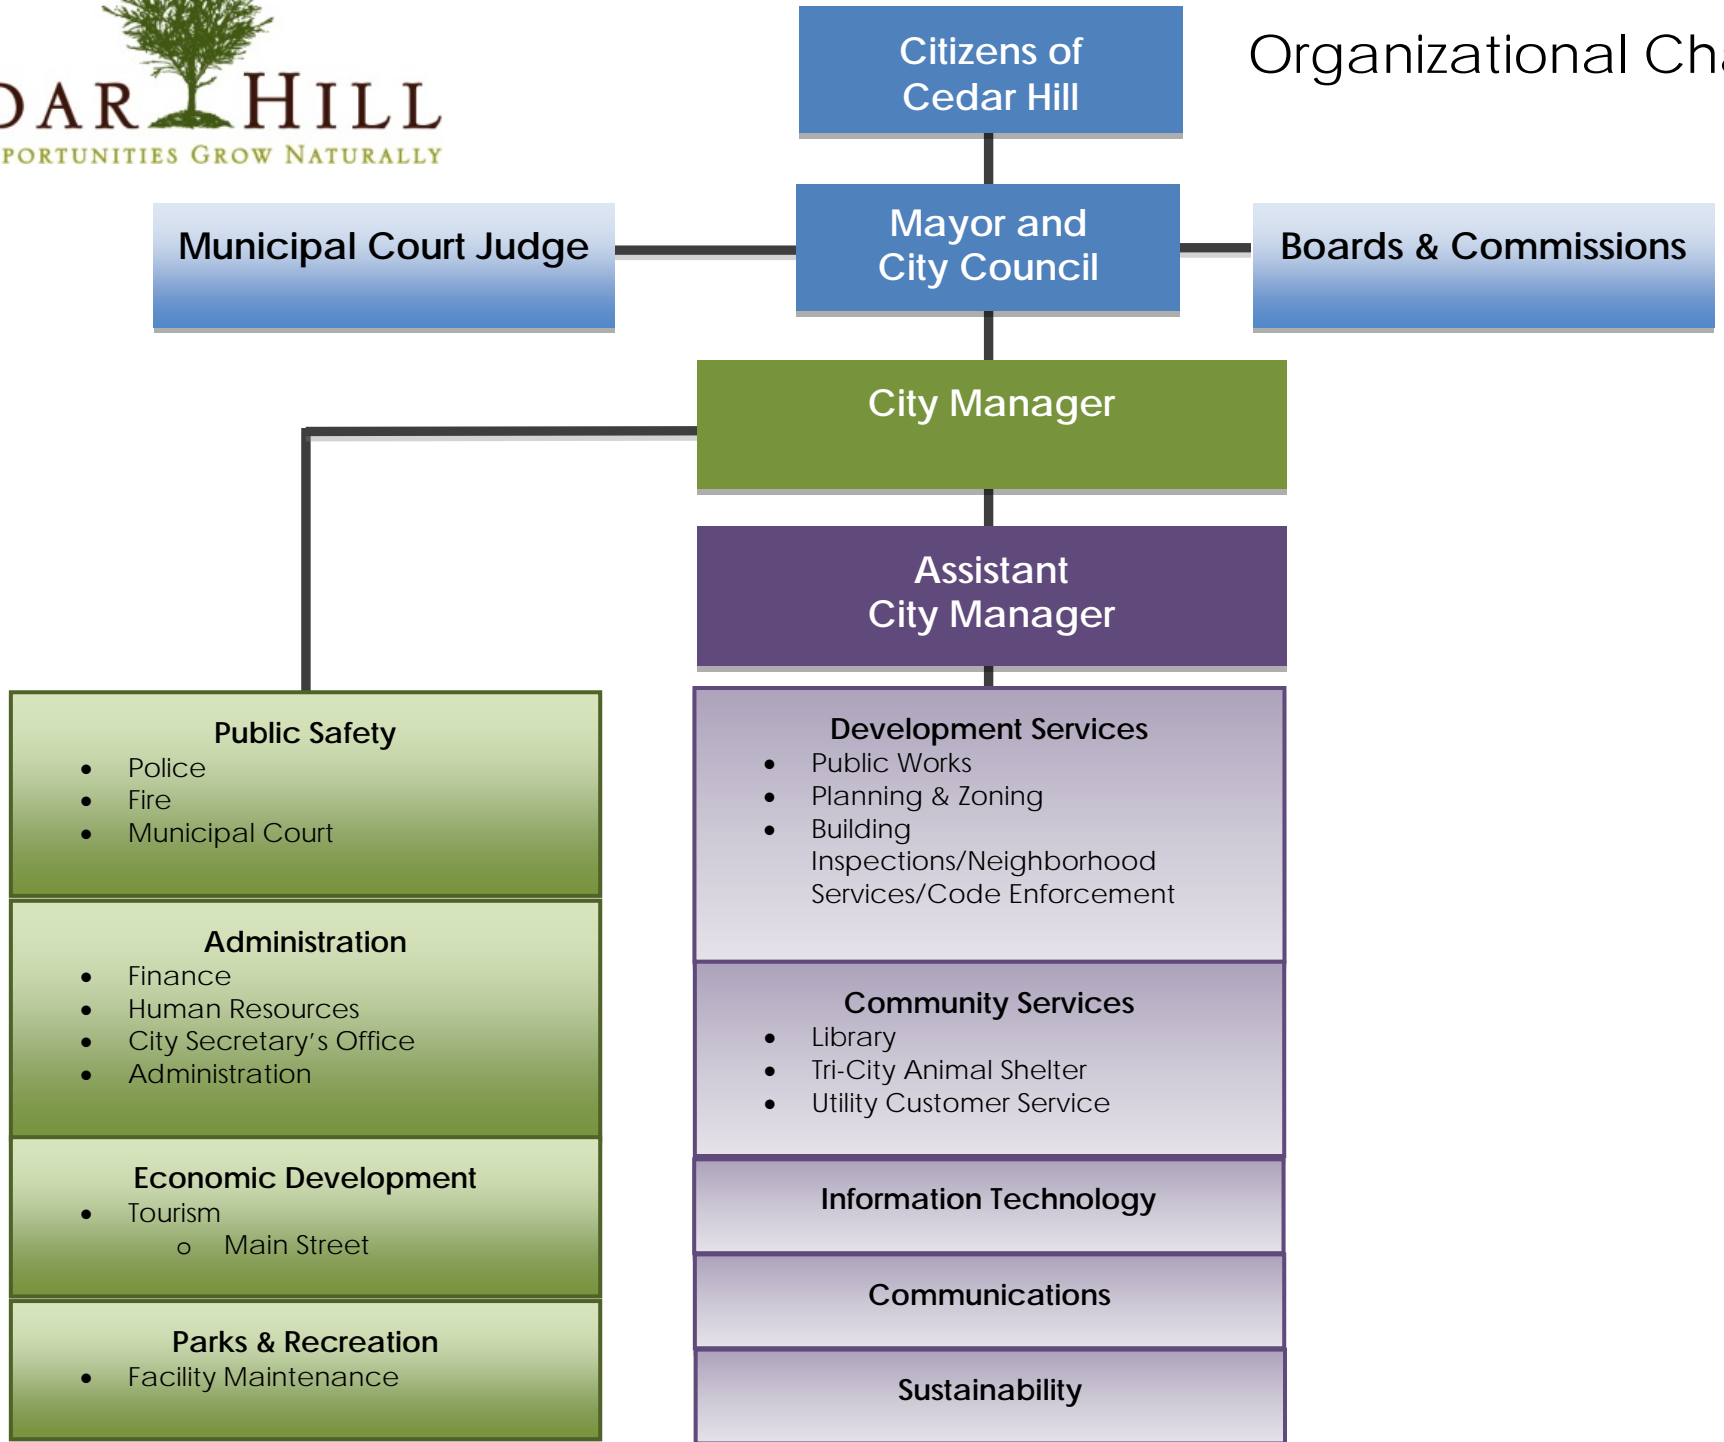 DAR HILL
PORTUNITIES GROW NATURALLY
Organizational Cha
Citizens of
Cedar Hill
Municipal Court Judge
Mayor and
City Council
Boards & Commissions
City Manager
Assistant
City Manager
Public Safety
• Police
• Fire
• Municipal Court
Administration
• Finance
• Human Resources
• City Secretary’s Office
• Administration
Economic Development
• Tourism
o Main Street
Parks & Recreation
• Facility Maintenance
Development Services
• Public Works
• Planning & Zoning
• Building
Inspections/Neighborhood
Services/Code Enforcement
Community Services
• Library
• Tri-City Animal Shelter
• Utility Customer Service
Information Technology
Communications
Sustainability